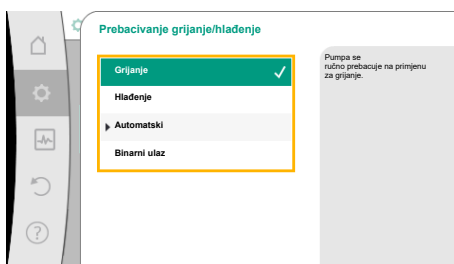 Prebacivanje grijanje/hlađenje
Grijanje
Hlađenje
Automatski
Binarni ulaz
Pumpa se
ručno prebacuje na primjenu
za grijanje.